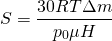 S = \frac{30RT\Delta m}{p_0 \mu H}